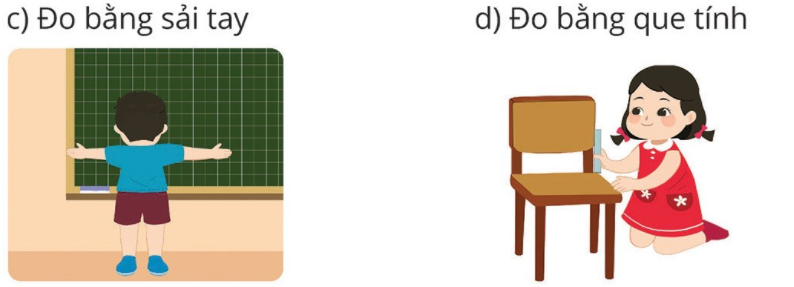 c) Đo bằng sải tay
d) Đo bằng que tính